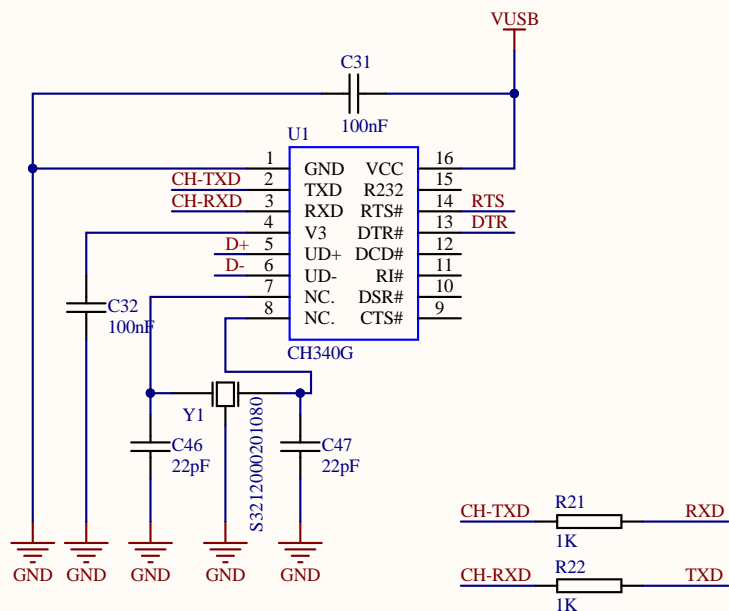 VUSB
C31
100nF
U1
1 GND VCC 16
CH-TXD 2 TXD R232 15
CH-RXD 3 RXD RTS# 14 RTS
4 V3 DTR# 13 DTR
D+ 5 UD+ DCD# 12
D- 6 UD- RI# 11
7 NC. DSR# 10
8 NC. CTS# 9
CH340G
C32
100nF
Y1
S3212000201080
C46
22pF
C47
22pF
GND GND GND GND GND
CH-TXD R21 RXD
1K
CH-RXD R22 TXD
1K